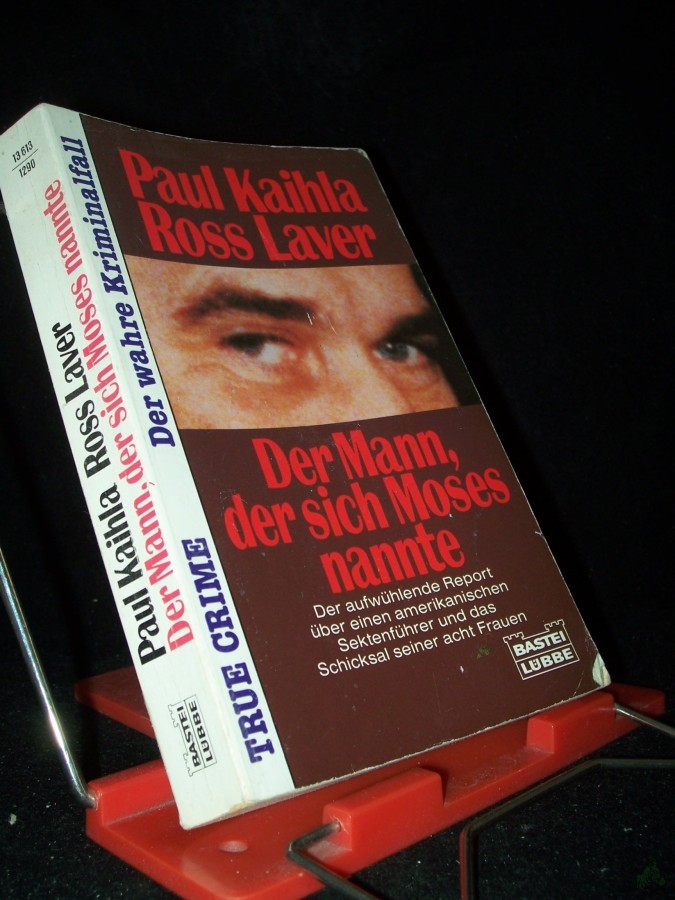 13 613
1290
Paul Kaihla Ross Laver
Der Mann, der sich Moses nannte
BASTEI
LÜBBE
Der wahre Kriminalfall
TRUE CRIME
Paul Kaihla
Ross Laver
Der Mann,
der sich Moses
nannte
Der aufwühlende Report
über einen amerikanischen
Sektenführer und das
Schicksal seiner acht Frauen
BASTEI
LÜBBE